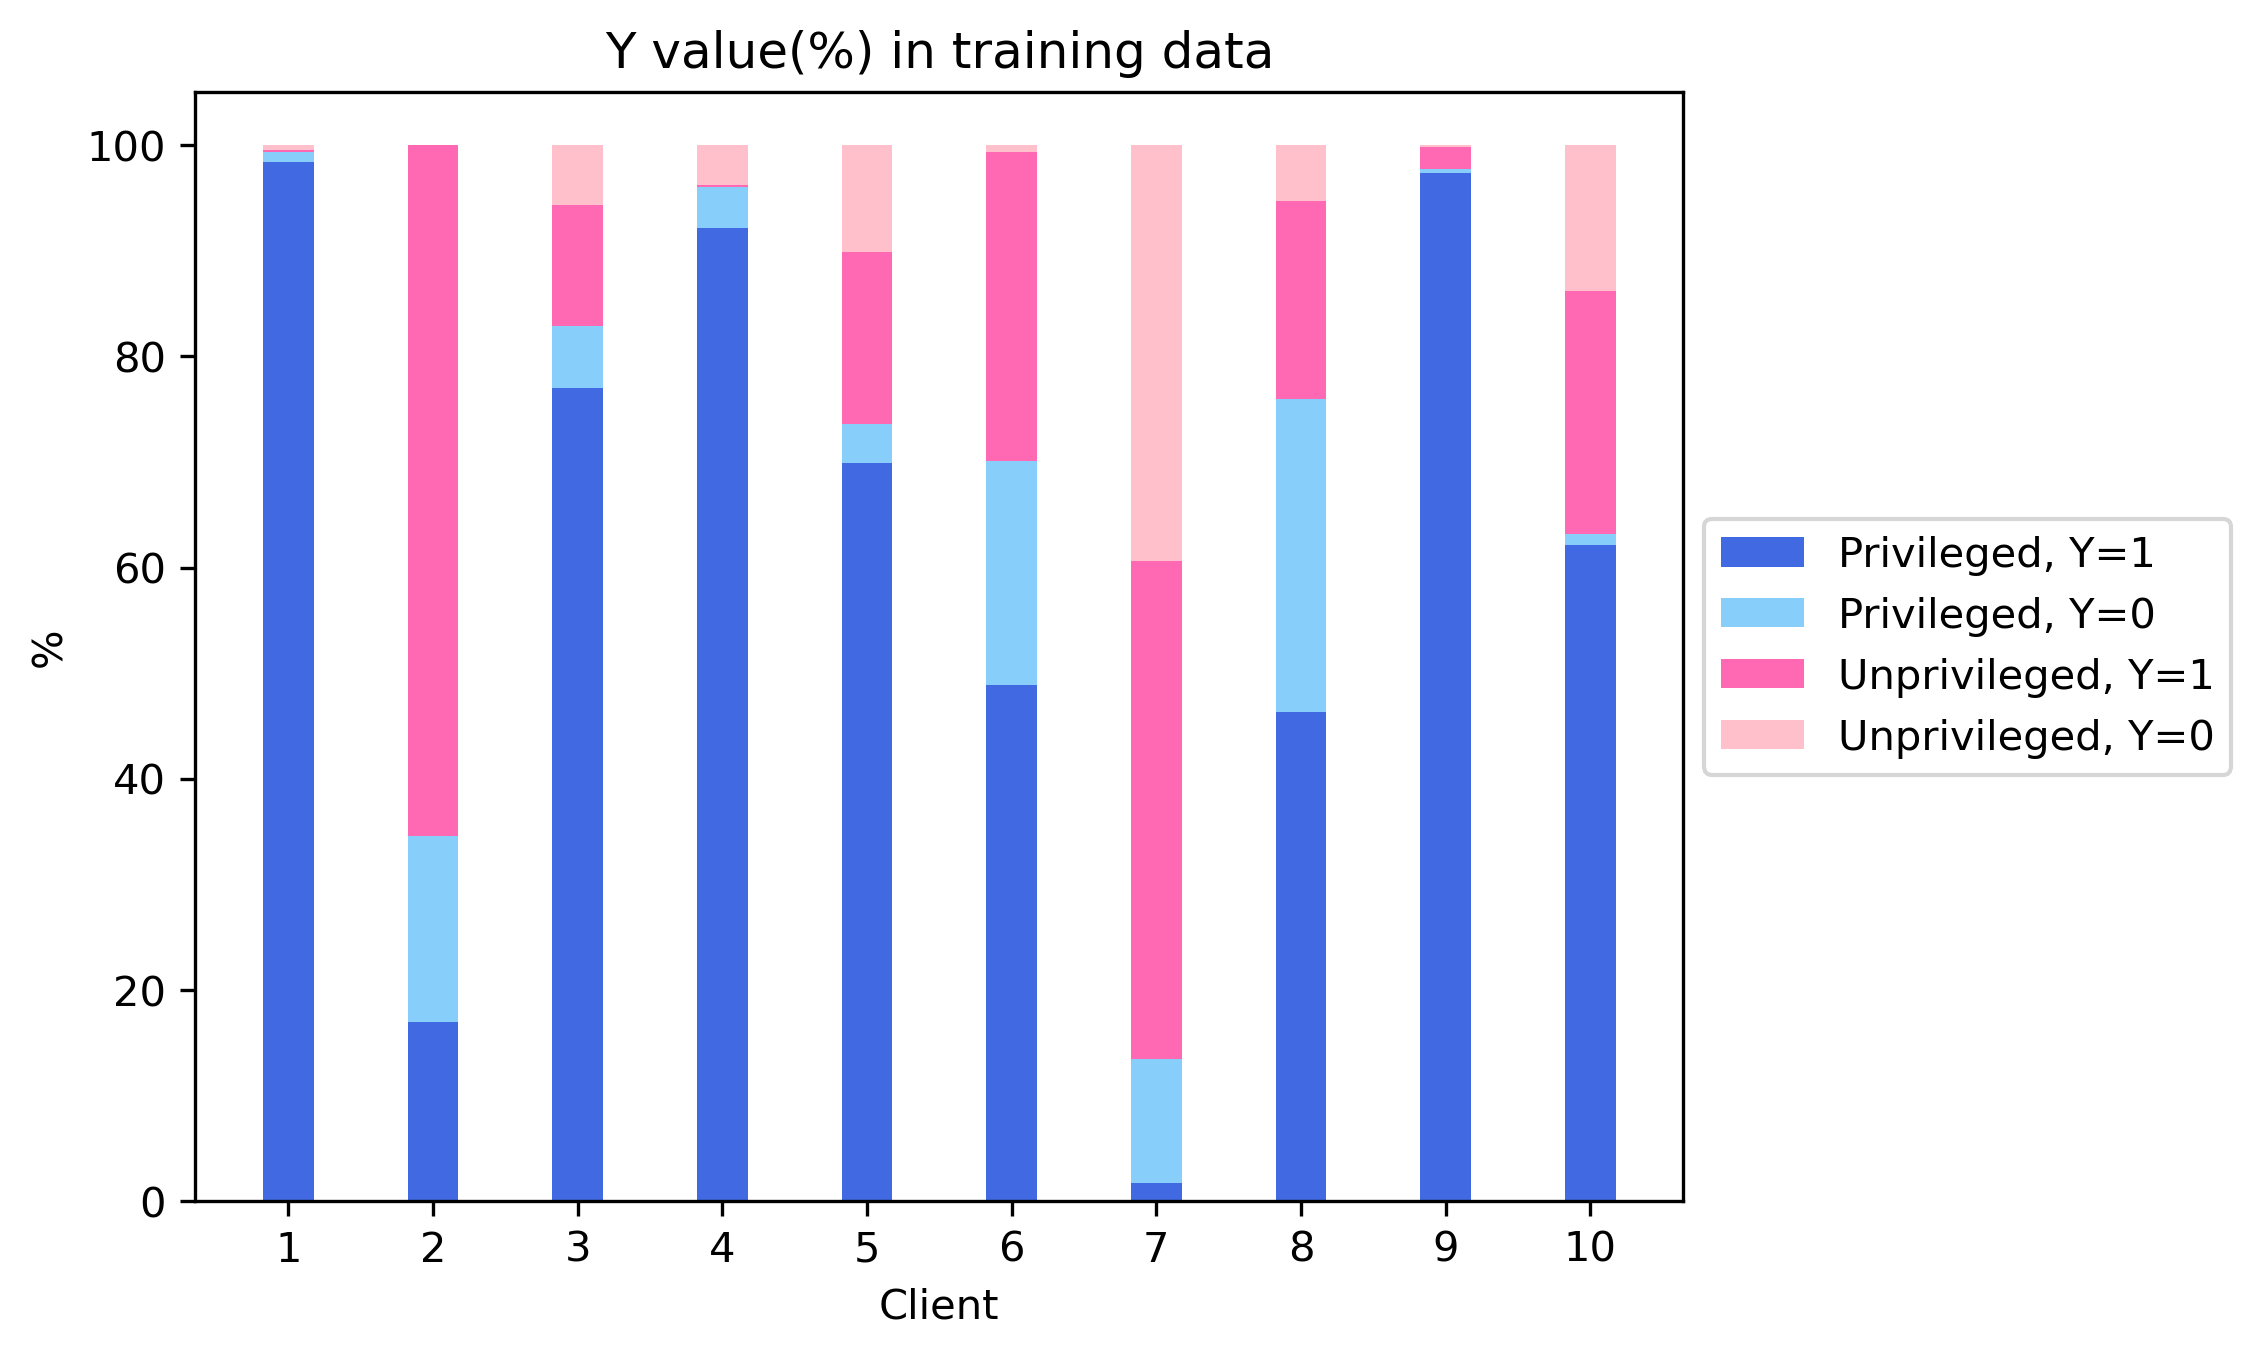 Y value(%) in training data
100
80
60
40
20
0
%
1 2 3 4 5 6 7 8 9 10
Client
Privileged, Y=1
Privileged, Y=0
Unprivileged, Y=1
Unprivileged, Y=0